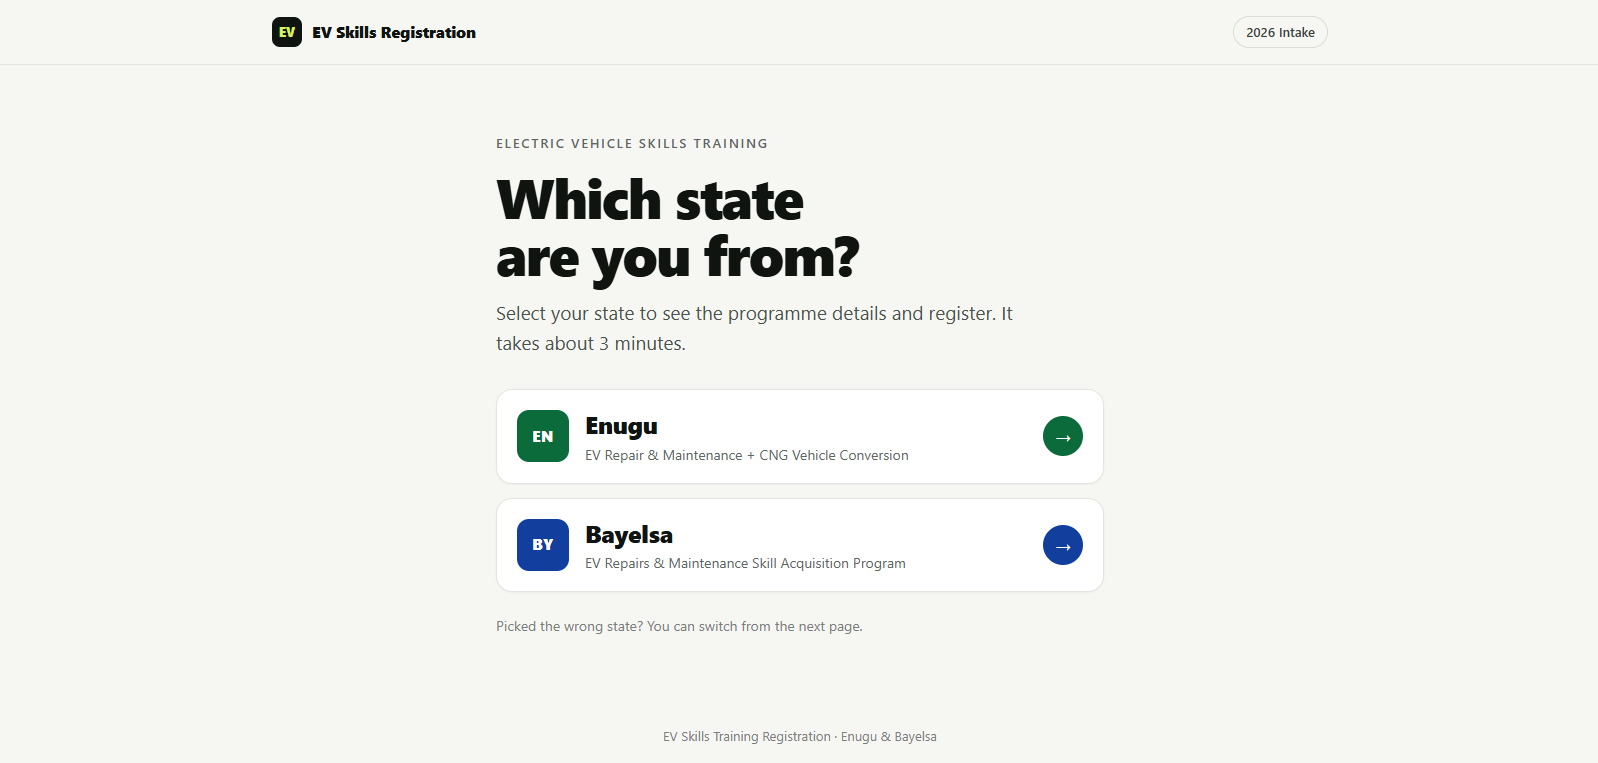 EV
EV Skills Registration
2026 Intake
ELECTRIC VEHICLE SKILLS TRAINING
Which state
are you from?
Select your state to see the programme details and register. It
takes about 3 minutes.
EN
Enugu
EV Repair & Maintenance + CNG Vehicle Conversion
→
BY
Bayelsa
EV Repairs & Maintenance Skill Acquisition Program
→
Picked the wrong state? You can switch from the next page.
EV Skills Training Registration · Enugu & Bayelsa